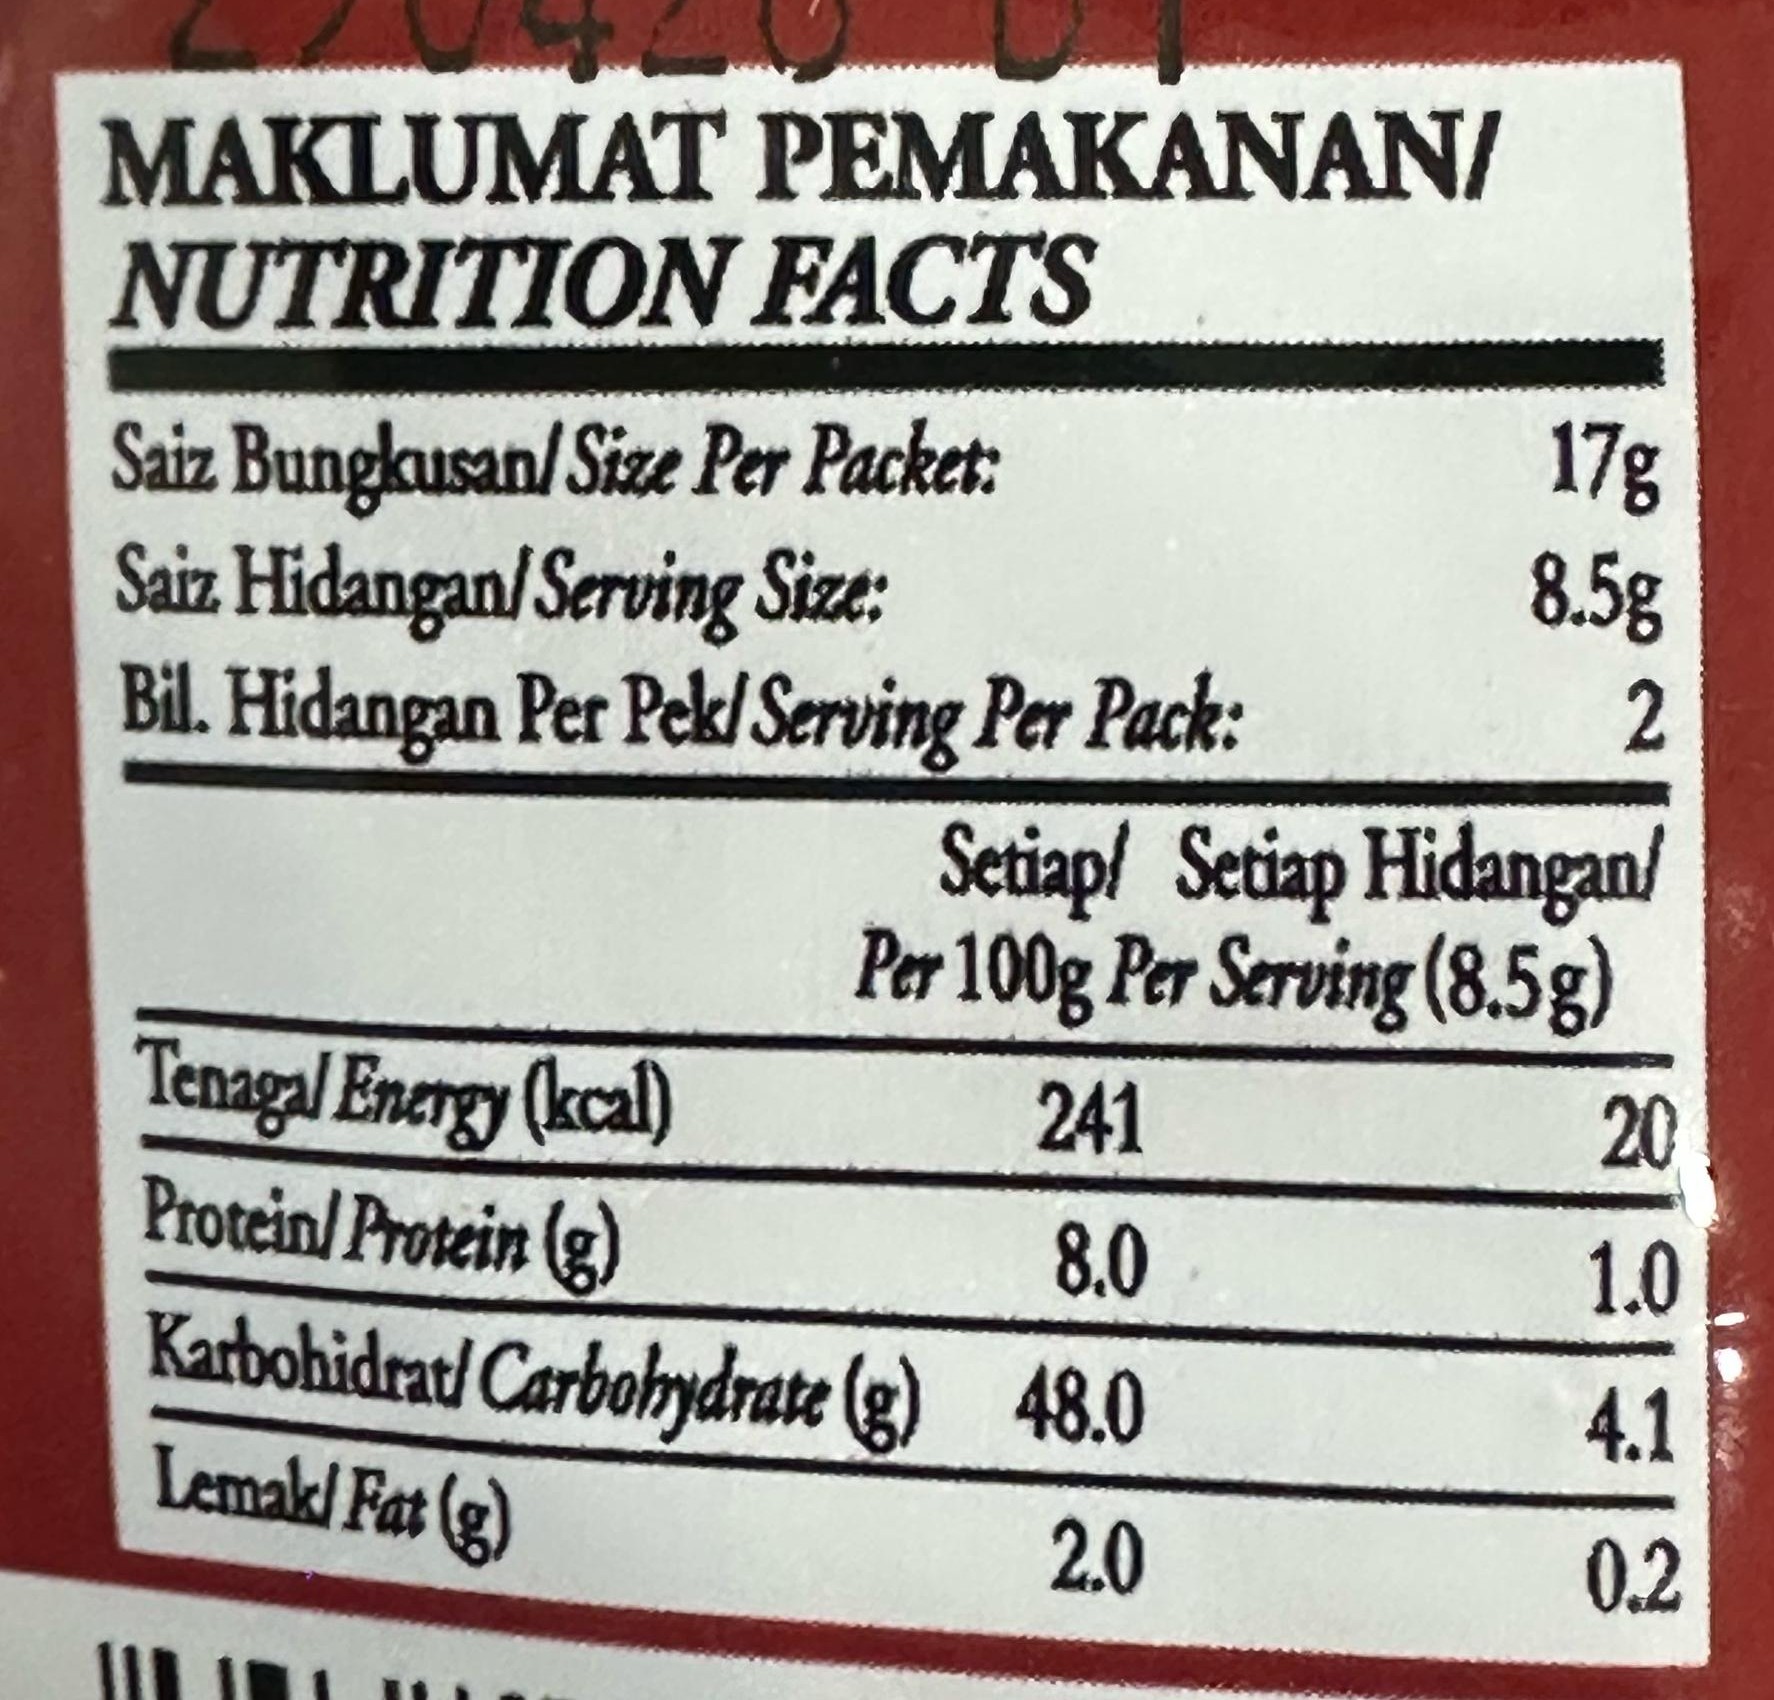 MAKLUMAT PEMAKANAN/
NUTRITION FACTS
Saiz Bungkusan/ Size Per Packet: 17g
Saiz Hidangan/ Serving Size: 8.5g
Bil. Hidangan Per Pek/ Serving Per Pack: 2
Setiap/ Setiap Hidangan/
Per 100g Per Serving (8.5g)
Tenaga/ Energy (kcal) 241 20
Protein/ Protein (g) 8.0 1.0
Karbohidrat/ Carbohydrate (g) 48.0 4.1
Lemak/ Fat (g) 2.0 0.2